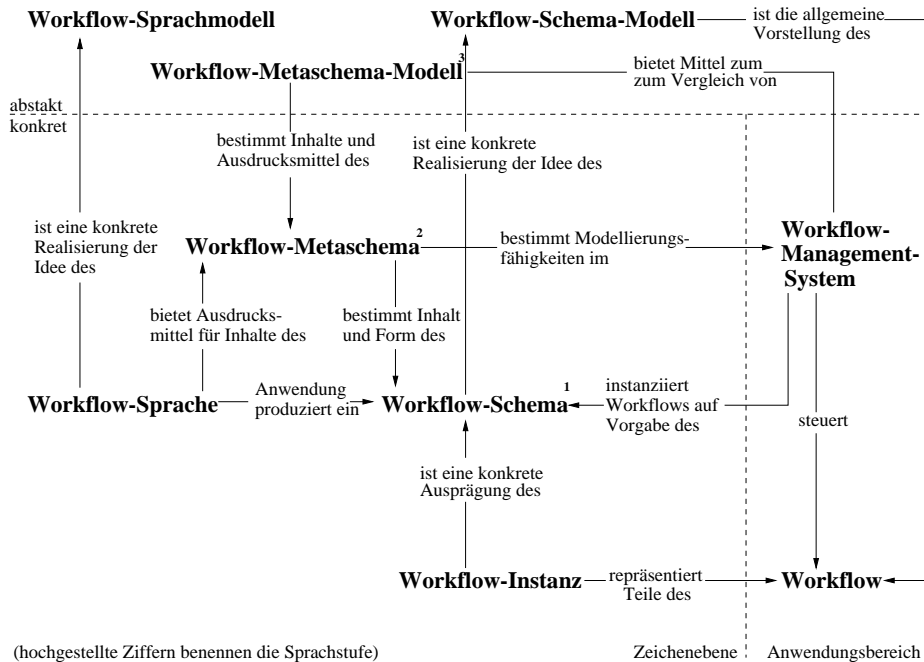 Workflow-Sprachmodell
Workflow-Schema-Modell
ist die allgemeine
Vorstellung des
Workflow-Metaschema-Modell³
bietet Mittel zum
zum Vergleich von
abstakt
konkret
bestimmt Inhalte und
Ausdrucksmittel des
ist eine konkrete
Realisierung der Idee des
ist eine konkrete
Realisierung der
Idee des
Workflow-Metaschema²
bestimmt Modellierungs-
fähigkeiten im
Workflow-
Management-
System
bietet Ausdrucks-
mittel für Inhalte des
bestimmt Inhalt
und Form des
Workflow-Sprache
Anwendung
produziert ein
Workflow-Schema¹
instanziiert
Workflows auf
Vorgabe des
steuert
ist eine konkrete
Ausprägung des
Workflow-Instanz
repräsentiert
Teile des
Workflow
(hochgestellte Ziffern benennen die Sprachstufe)
Zeichenebene
Anwendungsbereich